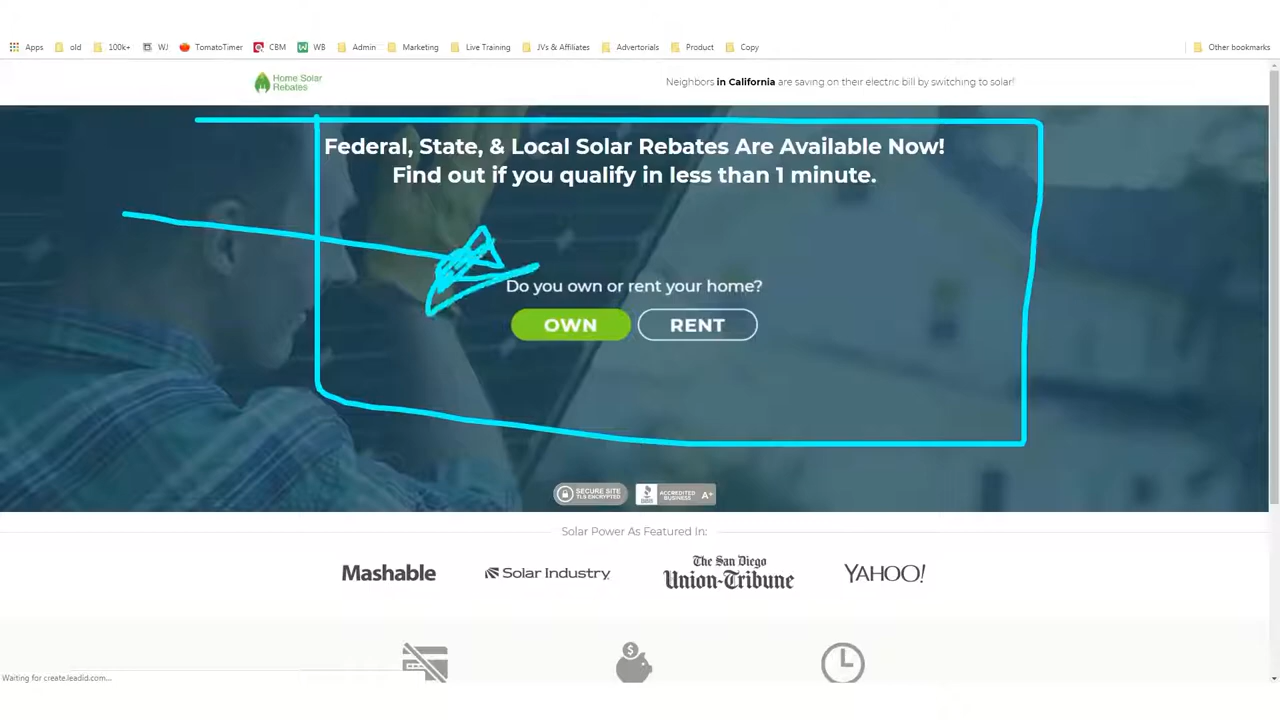 Apps old 100k+ WJ TomatoTimer CBM WB Admin Marketing Live Training JVs & Affiliates Advertorials Product Copy Other bookmarks
Home Solar
Rebates
Neighbors in California are saving on their electric bill by switching to solar!
Federal, State, & Local Solar Rebates Are Available Now!
Find out if you qualify in less than 1 minute.
Do you own or rent your home?
OWN RENT
SECURE SITE
TLS ENCRYPTED
BBB
ACCREDITED
BUSINESS
A+
Solar Power As Featured In:
Mashable
Solar Industry
The San Diego
Union-Tribune
YAHOO!
$
Waiting for create.leadid.com...